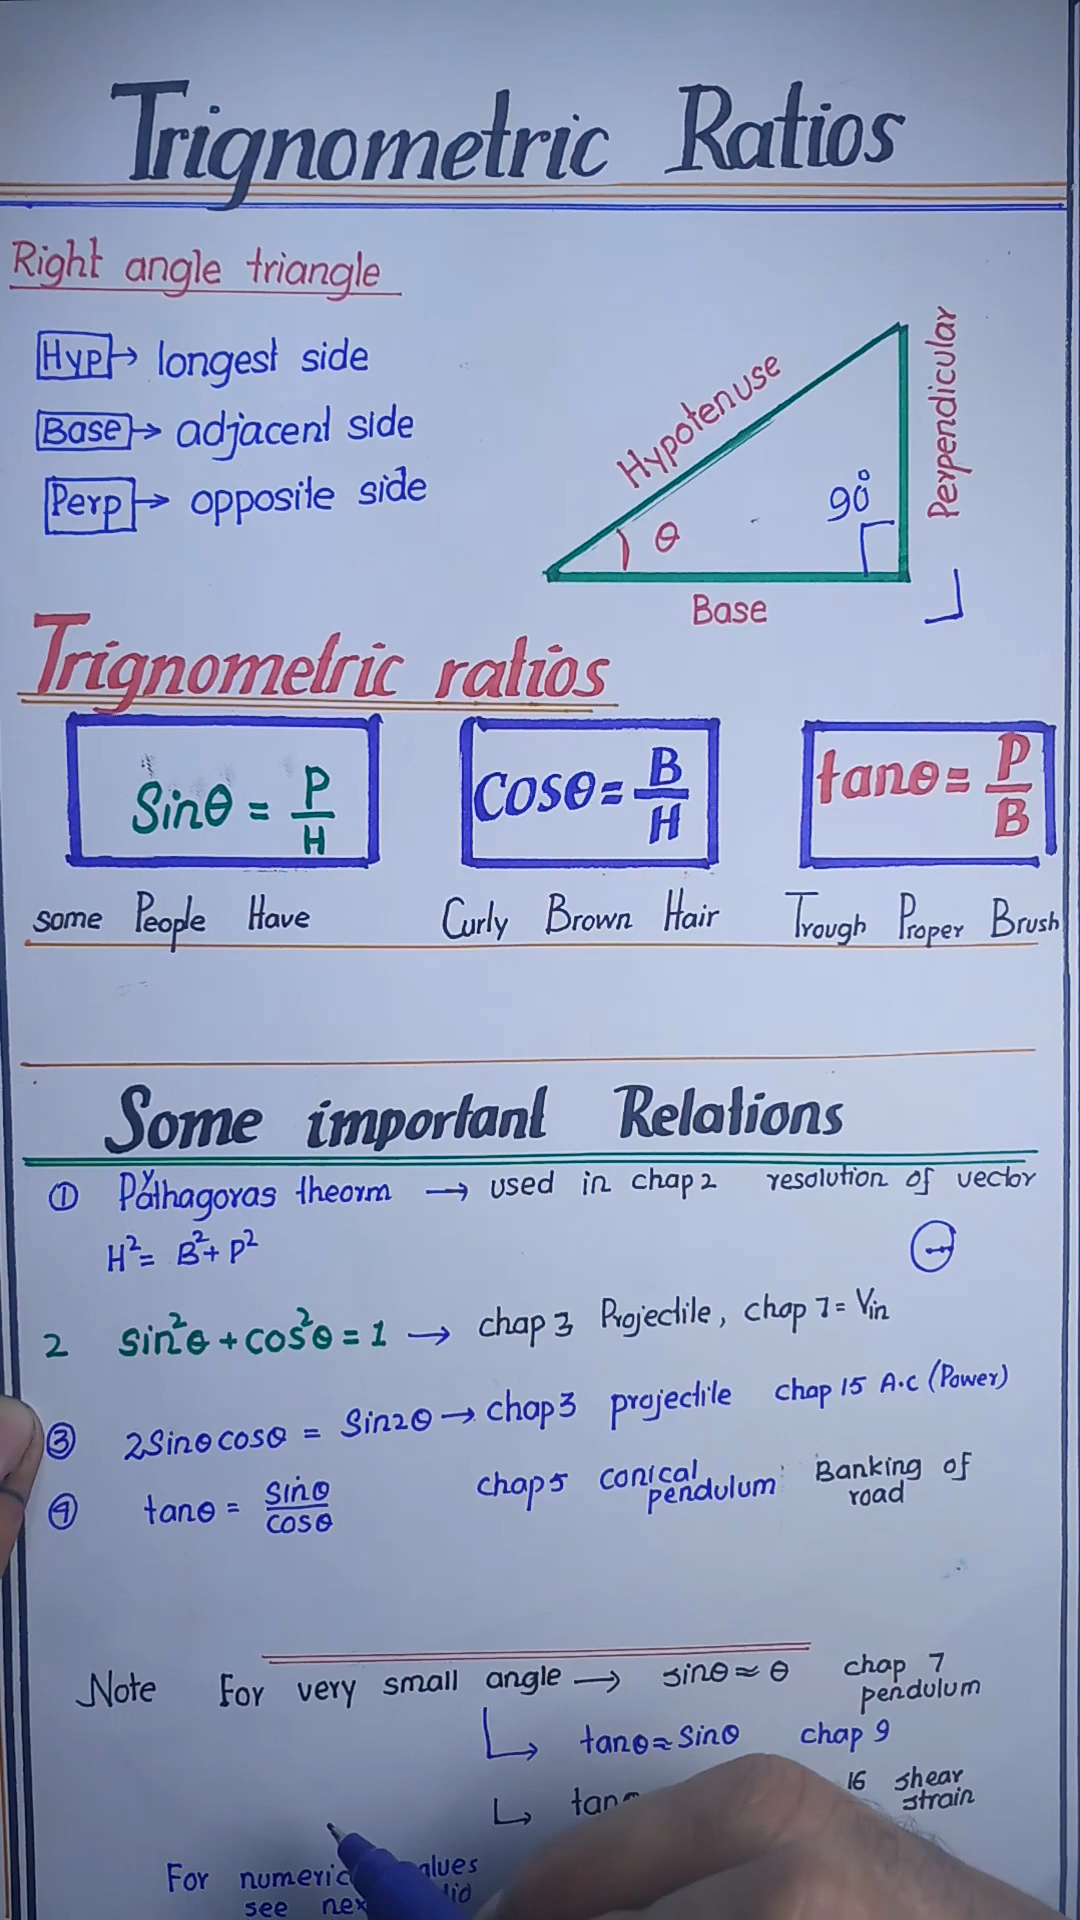 Trignometric Ratios
Right angle triangle
Hyp → longest side
Base → adjacent side
Perp → opposite side
Hypotenuse
Perpendicular
90°
θ
Base
Trignometric ratios
Sinθ = P/H
COSθ = B/H
tanθ = P/B
some People Have
Curly Brown Hair
Trough Proper Brush
Some important Relations
① Pythagoras theorm → used in chap 2 resolution of vector
H² = B² + P²
2 sin²θ + cos²θ = 1 → chap 3 Projectile, chap 7 = Vin
③ 2Sinθcosθ = Sin2θ → chap 3 projectile chap 15 A.C (Power)
④ tanθ = sinθ/cosθ chap 5 conical pendulum Banking of road
Note For very small angle → sinθ ≈ θ chap 7 pendulum
tanθ ≈ Sinθ chap 9
tan 16 shear strain
For
see